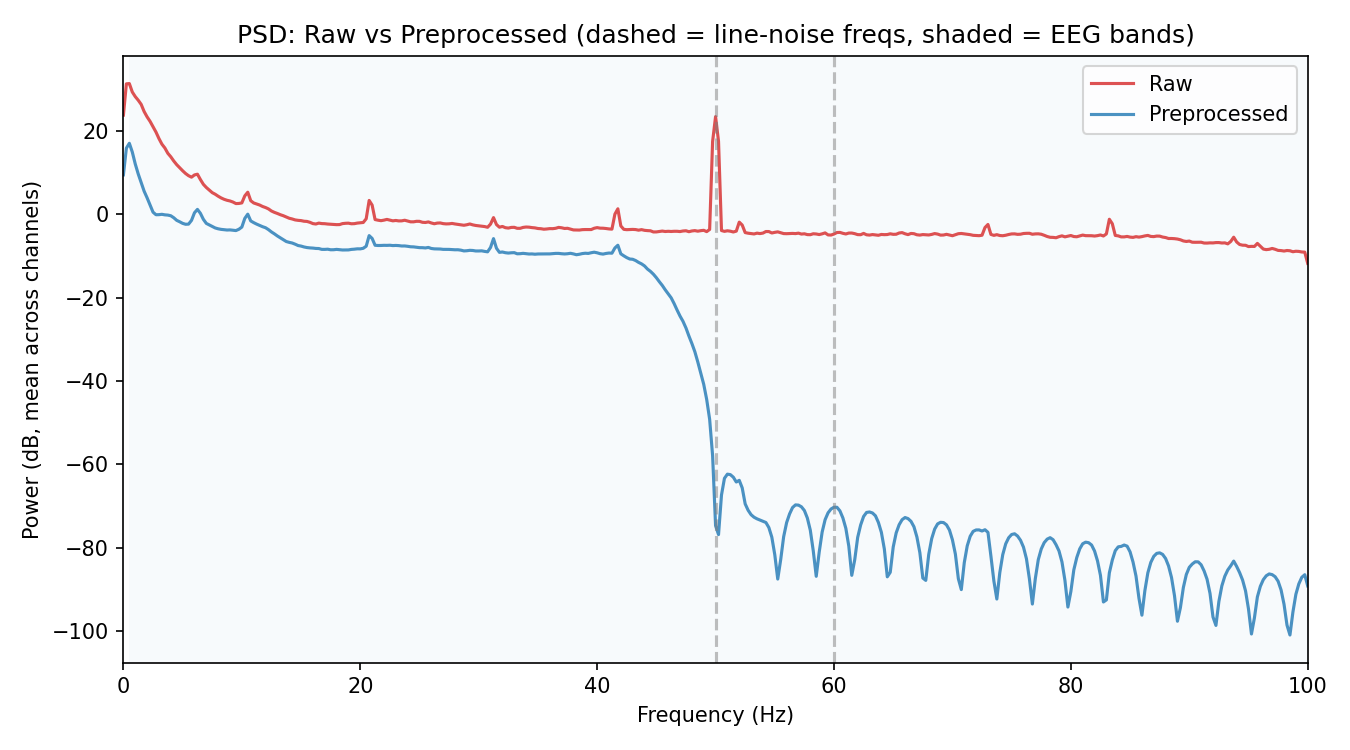 PSD: Raw vs Preprocessed (dashed = line-noise freqs, shaded = EEG bands)
Raw
Preprocessed
Power (dB, mean across channels)
20
0
−20
−40
−60
−80
−100
0 20 40 60 80 100
Frequency (Hz)